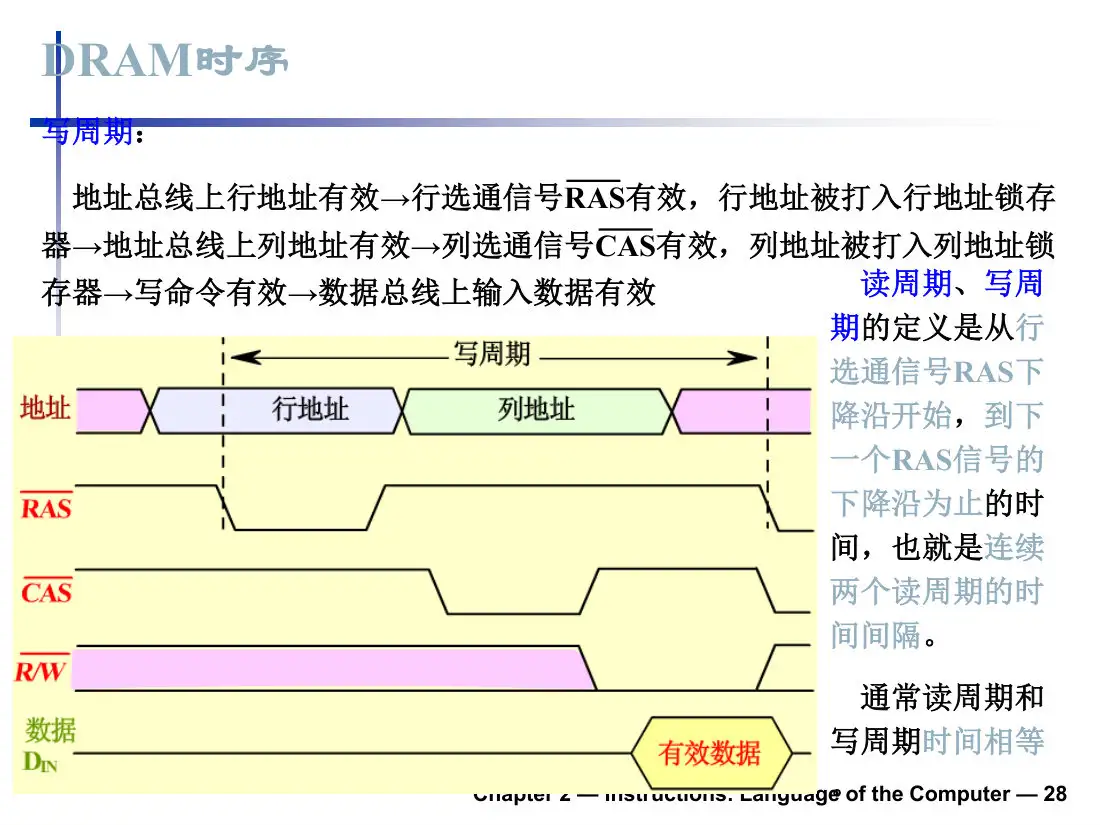 DRAM时序
写周期：
地址总线上行地址有效→行选通信号RAS有效，行地址被打入行地址锁存
器→地址总线上列地址有效→列选通信号CAS有效，列地址被打入列地址锁
存器→写命令有效→数据总线上输入数据有效
读周期、写周
期的定义是从行
选通信号RAS下
降沿开始，到下
一个RAS信号的
下降沿为止的时
间，也就是连续
两个读周期的时
间间隔。
通常读周期和
写周期时间相等
。
写周期
地址
行地址
列地址
RAS
CAS
R/W
数据
DIN
有效数据
Chapter 2 — Instructions: Language of the Computer — 28